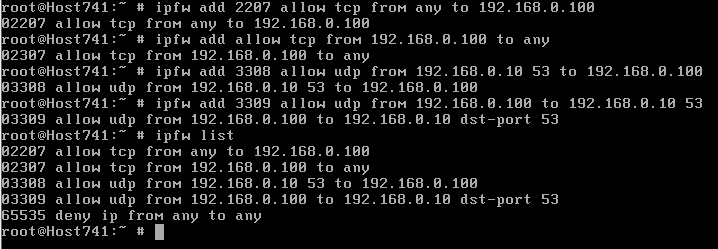 root@Host741:~ # ipfw add 2207 allow tcp from any to 192.168.0.100
02207 allow tcp from any to 192.168.0.100
root@Host741:~ # ipfw add allow tcp from 192.168.0.100 to any
02307 allow tcp from 192.168.0.100 to any
root@Host741:~ # ipfw add 3308 allow udp from 192.168.0.10 53 to 192.168.0.100
03308 allow udp from 192.168.0.10 53 to 192.168.0.100
root@Host741:~ # ipfw add 3309 allow udp from 192.168.0.100 to 192.168.0.10 53
03309 allow udp from 192.168.0.100 to 192.168.0.10 dst-port 53
root@Host741:~ # ipfw list
02207 allow tcp from any to 192.168.0.100
02307 allow tcp from 192.168.0.100 to any
03308 allow udp from 192.168.0.10 53 to 192.168.0.100
03309 allow udp from 192.168.0.100 to 192.168.0.10 dst-port 53
65535 deny ip from any to any
root@Host741:~ #